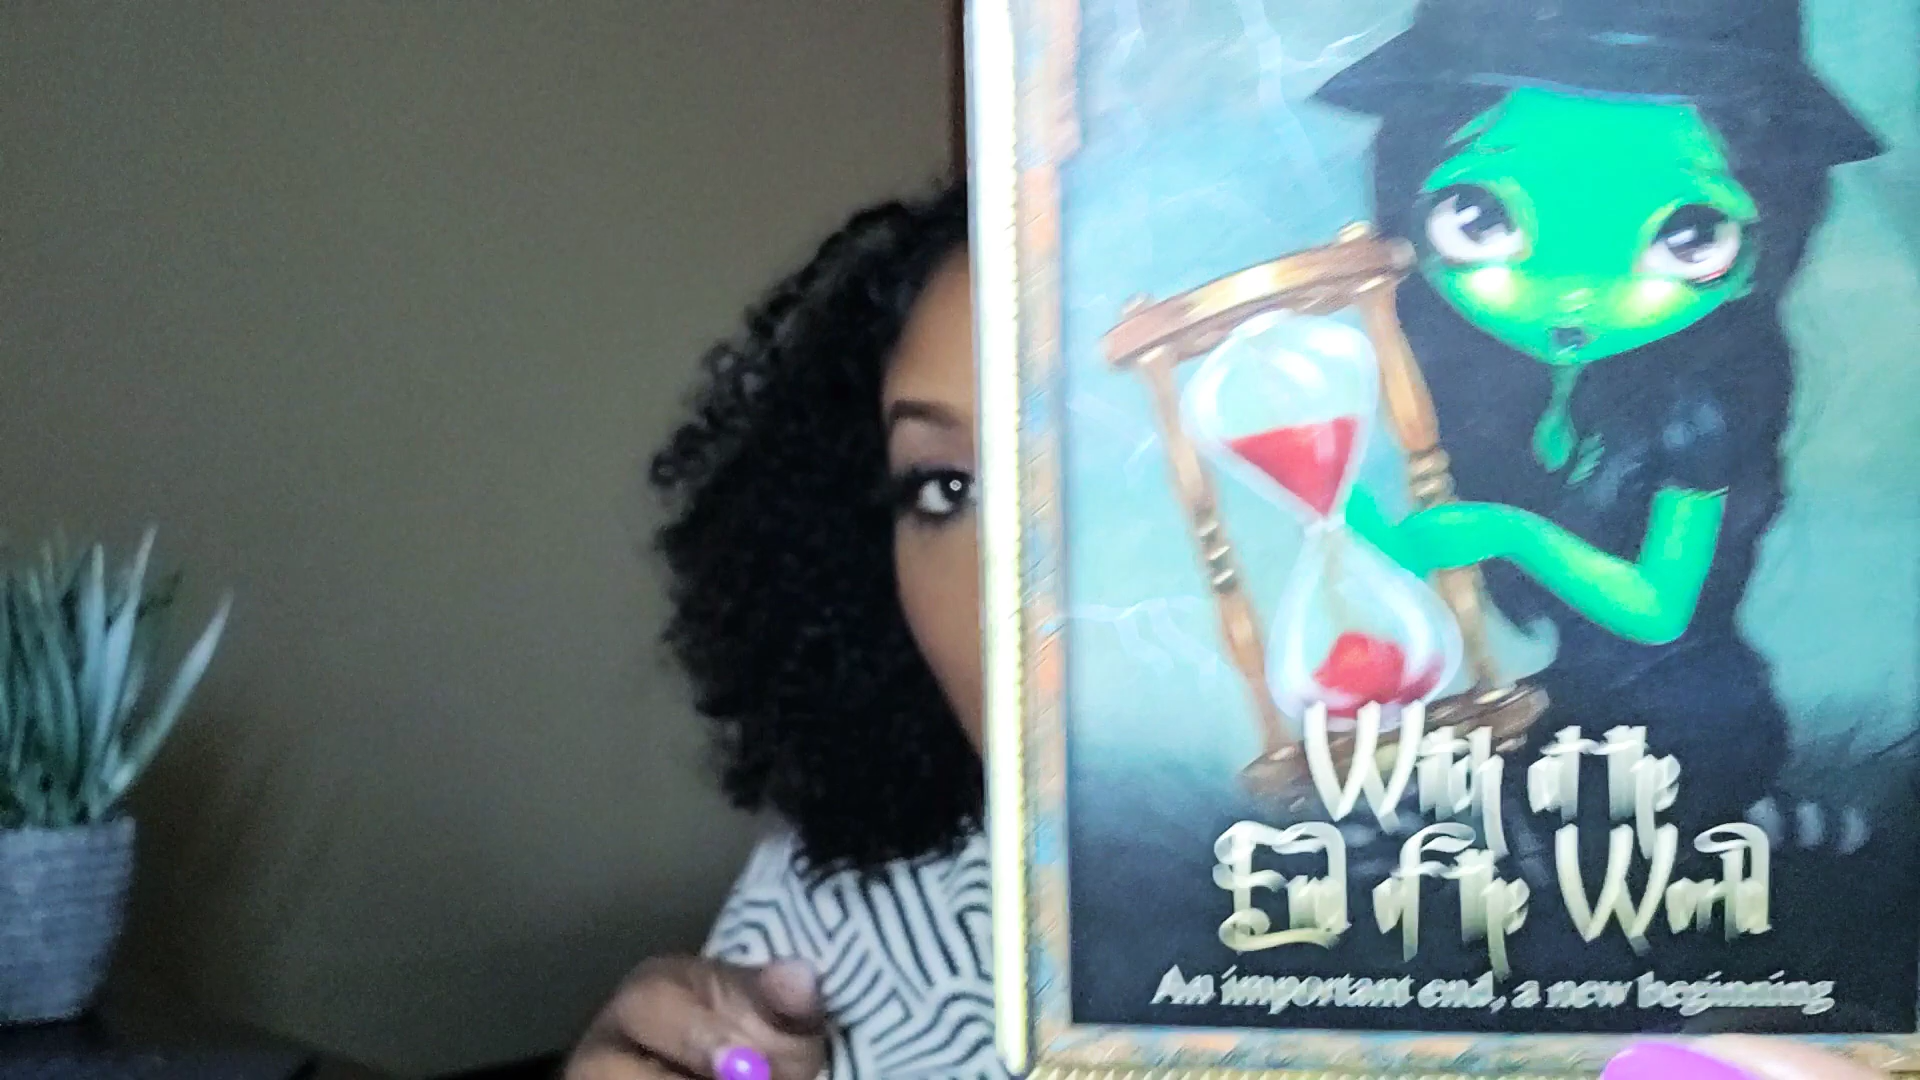 Witch at the
End of the World
An important end, a new beginning